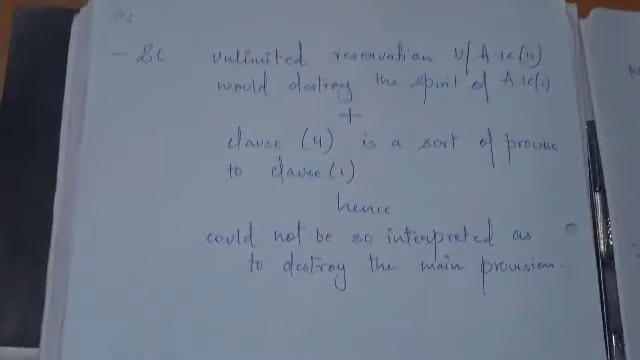 - SC unlimited reservation u/A 16(4)
would destroy the spirit of A 16(1)
+
clause (4) is a sort of proviso
to clause (1)
hence
could not be so interpreted as
to destroy the main provision.